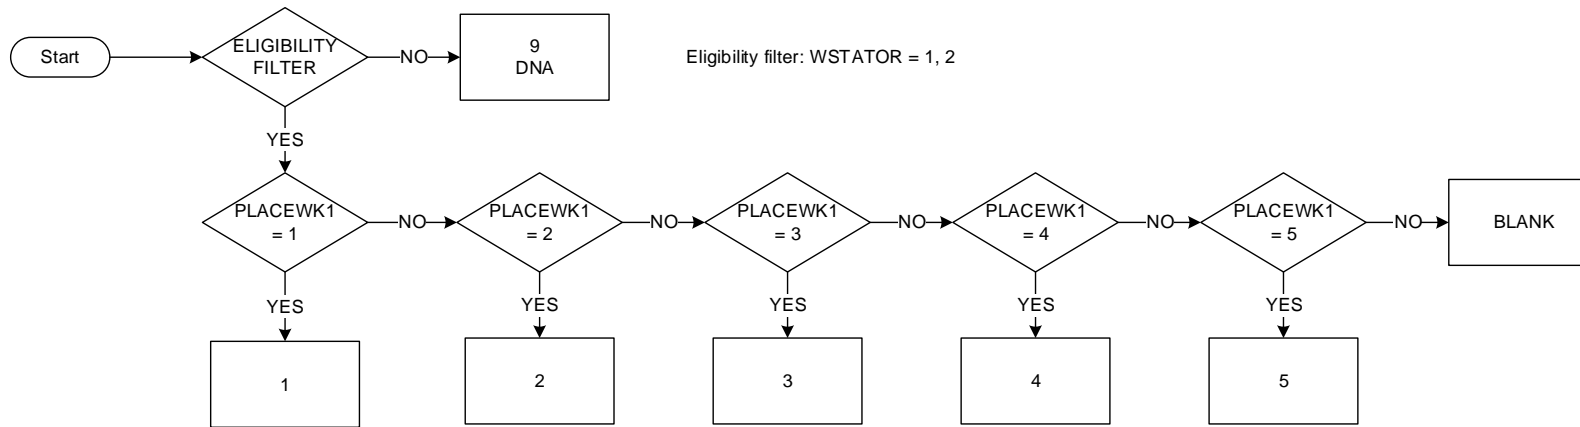 Start
ELIGIBILITY
FILTER
NO
9
DNA
Eligibility filter: WSTATOR = 1, 2
YES
PLACEWK1
= 1
NO
PLACEWK1
= 2
NO
PLACEWK1
= 3
NO
PLACEWK1
= 4
NO
PLACEWK1
= 5
NO
BLANK
YES
YES
YES
YES
YES
1
2
3
4
5